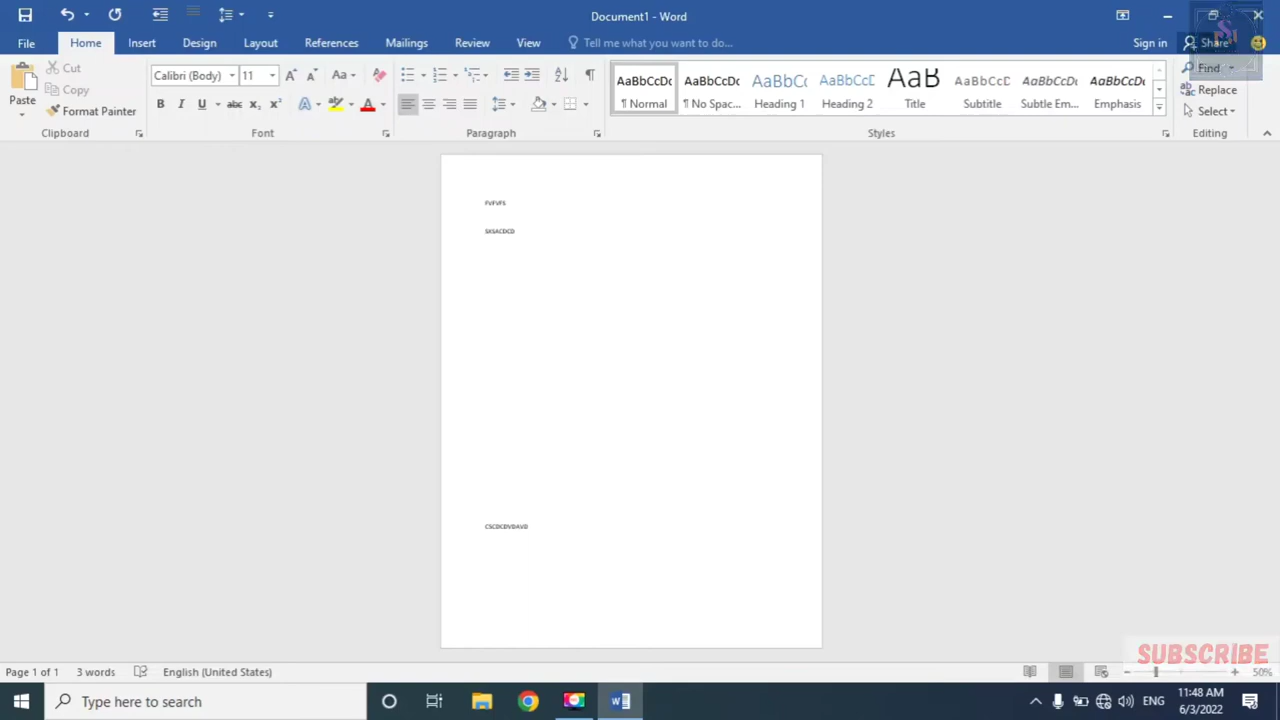 Document1 - Word
File Home Insert Design Layout References Mailings Review View Tell me what you want to do... Sign in Share
Paste
Cut
Copy
Format Painter
Clipboard
Calibri (Body) 11
Font
Paragraph
AaBbCcDc AaBbCcDc AaBbCc AaBbCcC AaB AaBbCcC AaBbCcDc AaBbCcDc
¶ Normal ¶ No Spac... Heading 1 Heading 2 Title Subtitle Subtle Em... Emphasis
Styles
Find
Replace
Select
Editing
FVFVFS
SXSACDCD
CSCDCDVDAVD
SUBSCRIBE
Page 1 of 1 3 words English (United States) 50%
Type here to search
ENG
11:48 AM
6/3/2022